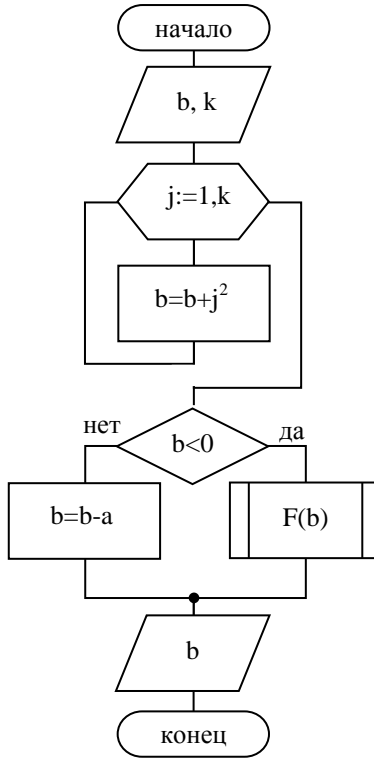 начало
b, k
j:=1,k
b=b+j²
нет
да
b<0
b=b-a
F(b)
b
конец